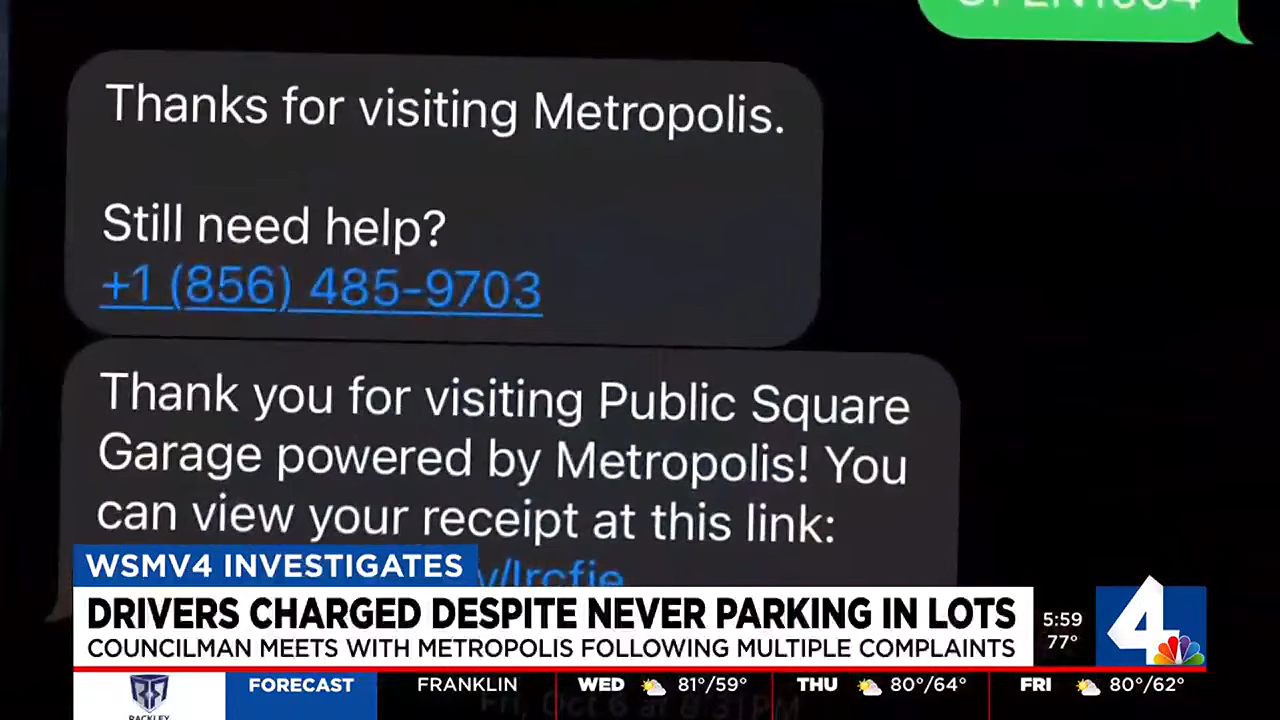 Thanks for visiting Metropolis.
Still need help?
+1 (856) 485-9703
Thank you for visiting Public Square
Garage powered by Metropolis! You
can view your receipt at this link:
WSMV4 INVESTIGATES
DRIVERS CHARGED DESPITE NEVER PARKING IN LOTS
COUNCILMAN MEETS WITH METROPOLIS FOLLOWING MULTIPLE COMPLAINTS
5:59
77°
4
RACKLEY
FORECAST
FRANKLIN
WED 81°/59°
THU 80°/64°
FRI 80°/62°